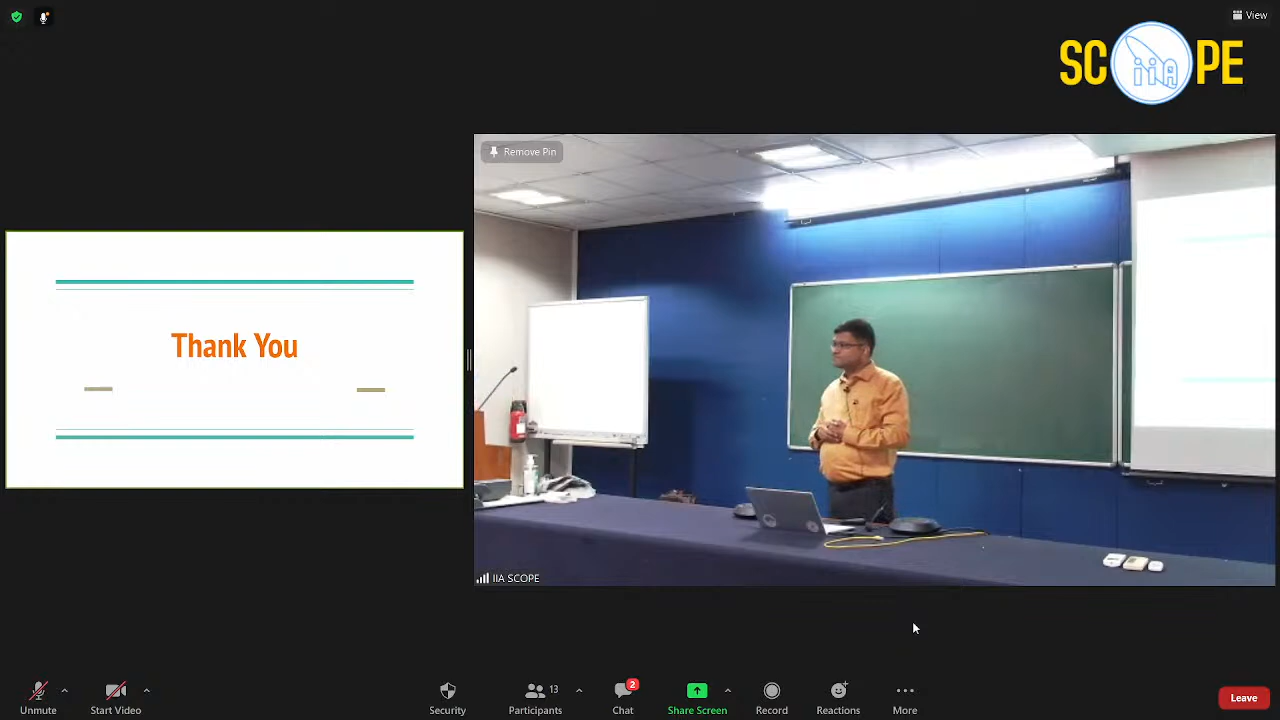 View
SC iiA PE
Remove Pin
Thank You
IIA SCOPE
Unmute
Start Video
Security
13
Participants
2
Chat
Share Screen
Record
Reactions
More
Leave